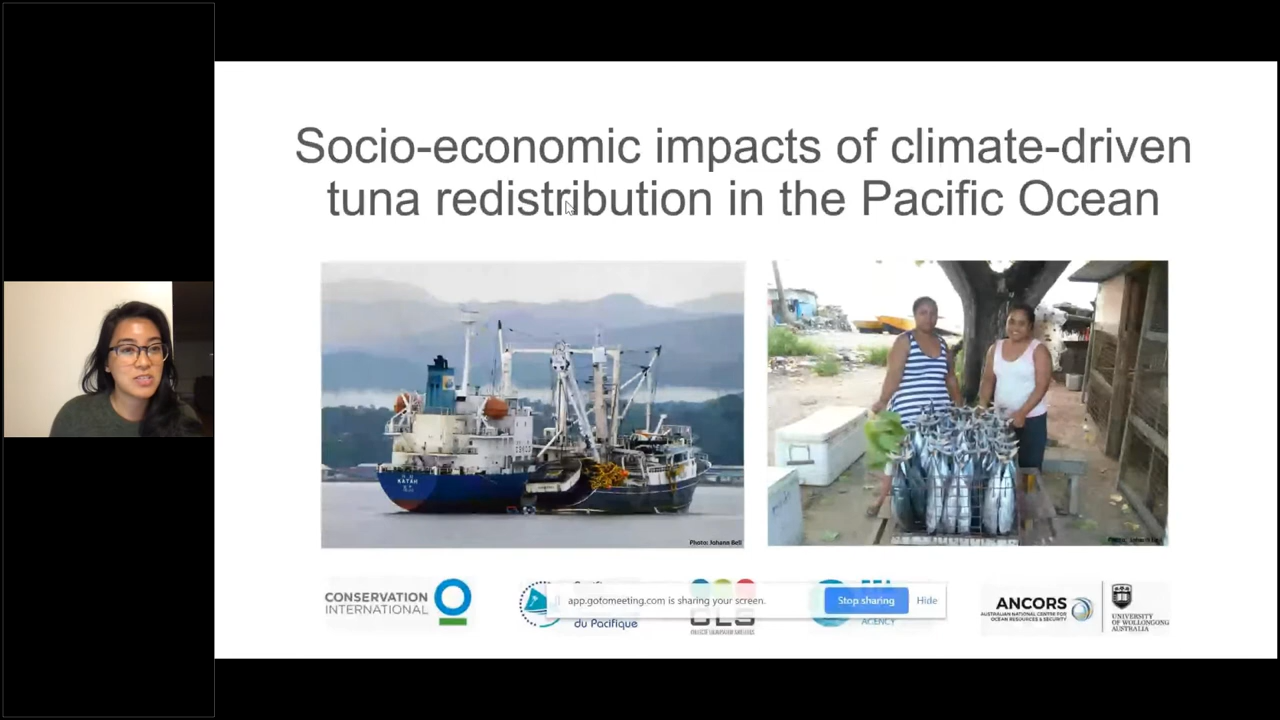 Socio-economic impacts of climate-driven
tuna redistribution in the Pacific Ocean
KATAH
Photo: Johann Bell
CONSERVATION
INTERNATIONAL
du Pacifique
app.gotomeeting.com is sharing your screen.
Stop sharing
Hide
CLS
AGENCY
ANCORS
AUSTRALIAN NATIONAL CENTRE FOR
OCEAN RESOURCES & SECURITY
UNIVERSITY
OF WOLLONGONG
AUSTRALIA